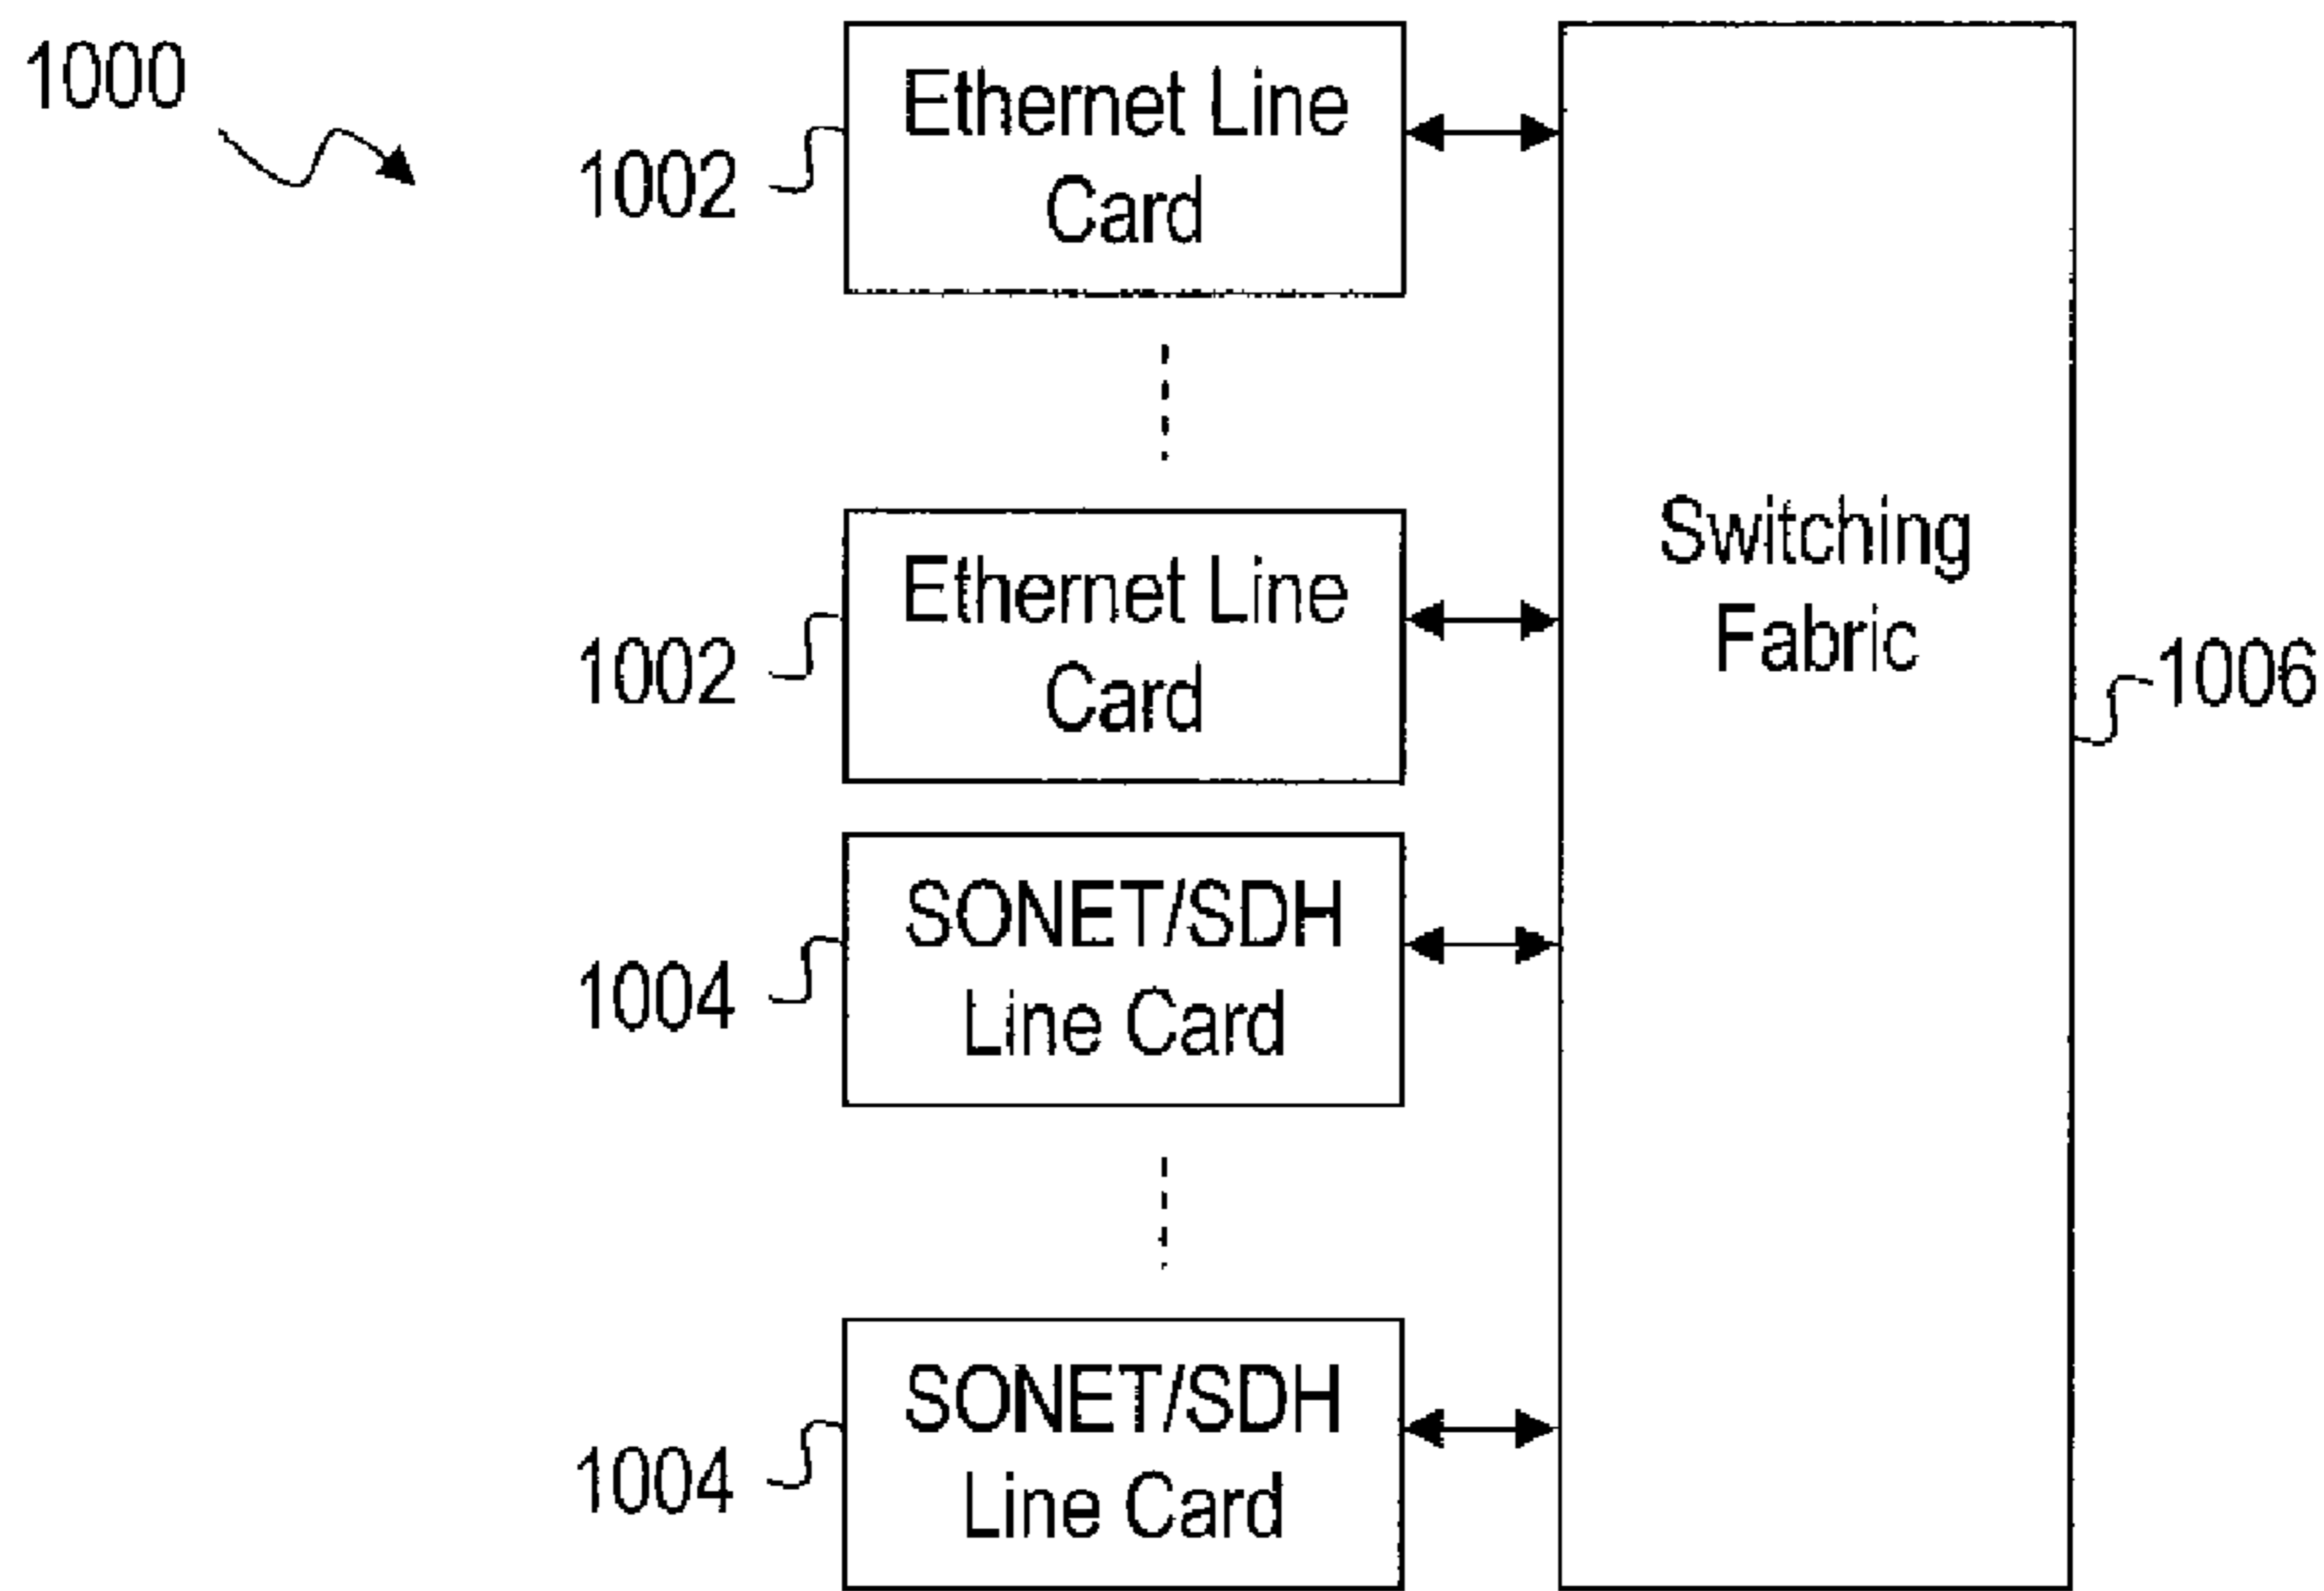 1000
1002
Ethernet Line
Card
1002
Ethernet Line
Card
Switching
Fabric
1006
1004
SONET/SDH
Line Card
1004
SONET/SDH
Line Card